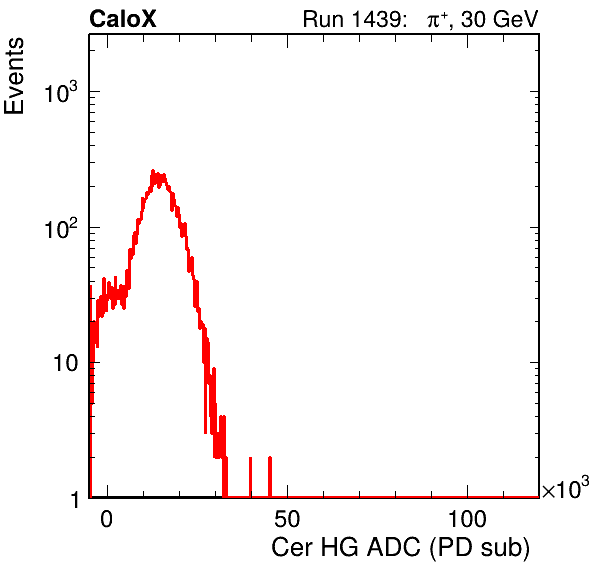 CaloX Run 1439: π⁺, 30 GeV
Events
10³
10²
10
1
0 50 100 ×10³
Cer HG ADC (PD sub)